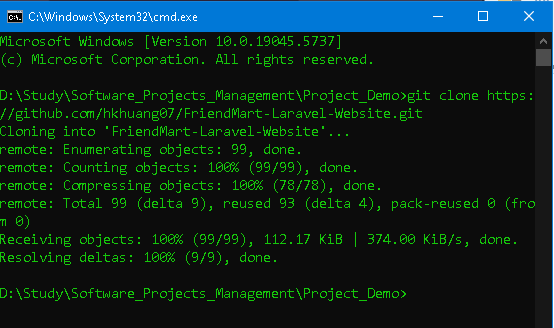 C:\Windows\System32\cmd.exe
Microsoft Windows [Version 10.0.19045.5737]
(c) Microsoft Corporation. All rights reserved.
D:\Study\Software_Projects_Management\Project_Demo>git clone https:
//github.com/hkhuang07/FriendMart-Laravel-Website.git
Cloning into 'FriendMart-Laravel-Website'...
remote: Enumerating objects: 99, done.
remote: Counting objects: 100% (99/99), done.
remote: Compressing objects: 100% (78/78), done.
remote: Total 99 (delta 9), reused 93 (delta 4), pack-reused 0 (fro
m 0)
Receiving objects: 100% (99/99), 112.17 KiB | 374.00 KiB/s, done.
Resolving deltas: 100% (9/9), done.
D:\Study\Software_Projects_Management\Project_Demo>